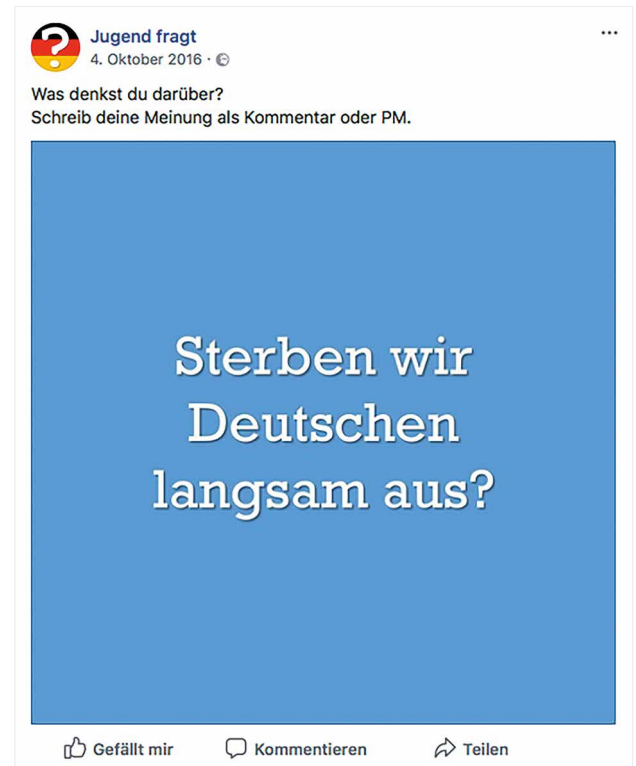 Jugend fragt
4. Oktober 2016 ·
Was denkst du darüber?
Schreib deine Meinung als Kommentar oder PM.
Sterben wir
Deutschen
langsam aus?
Gefällt mir Kommentieren Teilen